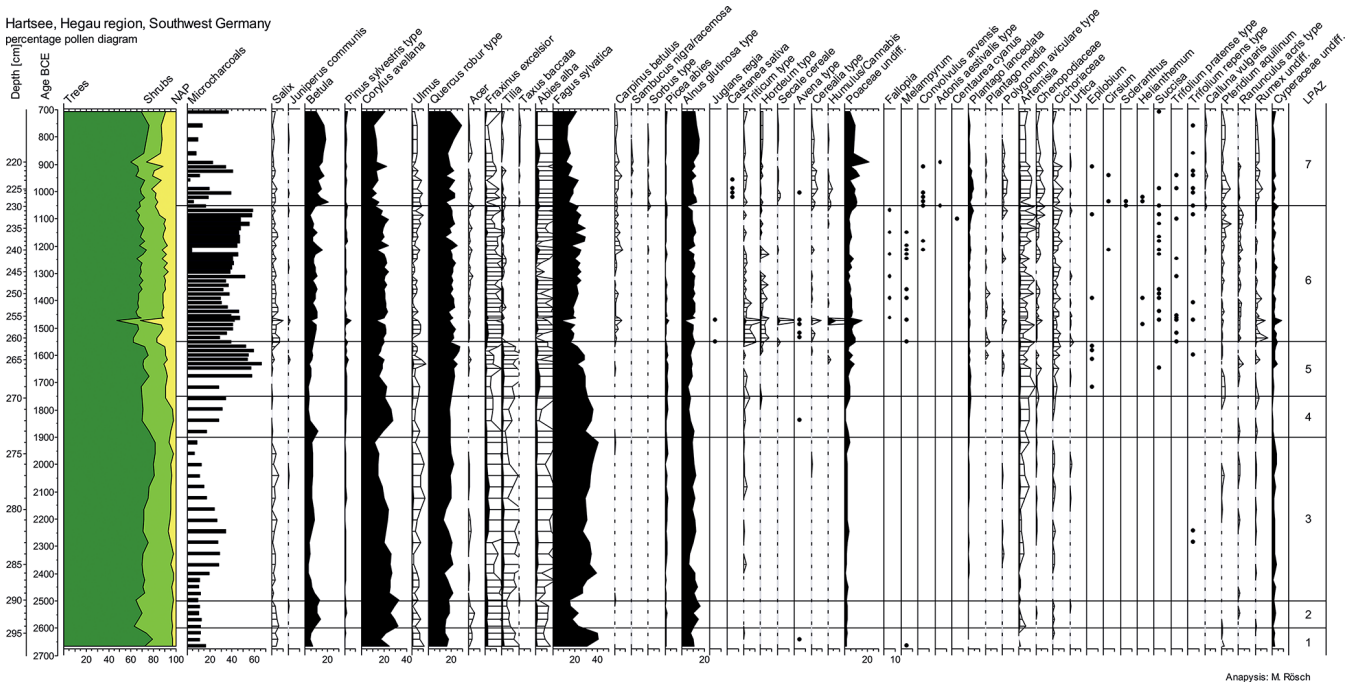 Hartsee, Hegau region, Southwest Germany
percentage pollen diagram
Depth [cm]
Age BCE
Trees
Shrubs
NAP
Microcharcoals
Salix
Juniperus communis
Betula
Pinus sylvestris type
Corylus avellana
Ulmus
Quercus robur type
Acer
Fraxinus excelsior
Tilia
Taxus baccata
Abies alba
Fagus sylvatica
Carpinus betulus
Sambucus nigra/racemosa
Sorbus type
Picea abies
Alnus glutinosa type
Juglans regia
Castanea sativa
Triticum type
Hordeum type
Secale cereale
Avena type
Cerealia type
Humulus/Cannabis
Poaceae undiff.
Fallopia
Melampyrum
Convolvulus arvensis
Adonis aestivalis type
Centaurea cyanus
Plantago lanceolata
Plantago media
Polygonum aviculare type
Artemisia
Chenopodiaceae
Cichoriaceae
Urtica
Epilobium
Cirsium
Scleranthus
Helianthemum
Succisa
Trifolium pratense type
Trifolium repens type
Calluna vulgaris
Pteridium aquilinum
Ranunculus acris type
Rumex undiff.
Cyperaceae undiff.
LPAZ
700
800
220 900
7
225 1000
230
1100
235
1200
240
245
1300
6
250
1400
255
1500
260
1600
265
5
1700
270
1800
4
1900
275
2000
2100
280
2200
3
2300
285
2400
290 2500
2
2600
295
1
2700
20 40 60 80 100 20 40 60 20 20 20 20 40 20 20 10
Anapysis: M. Rösch